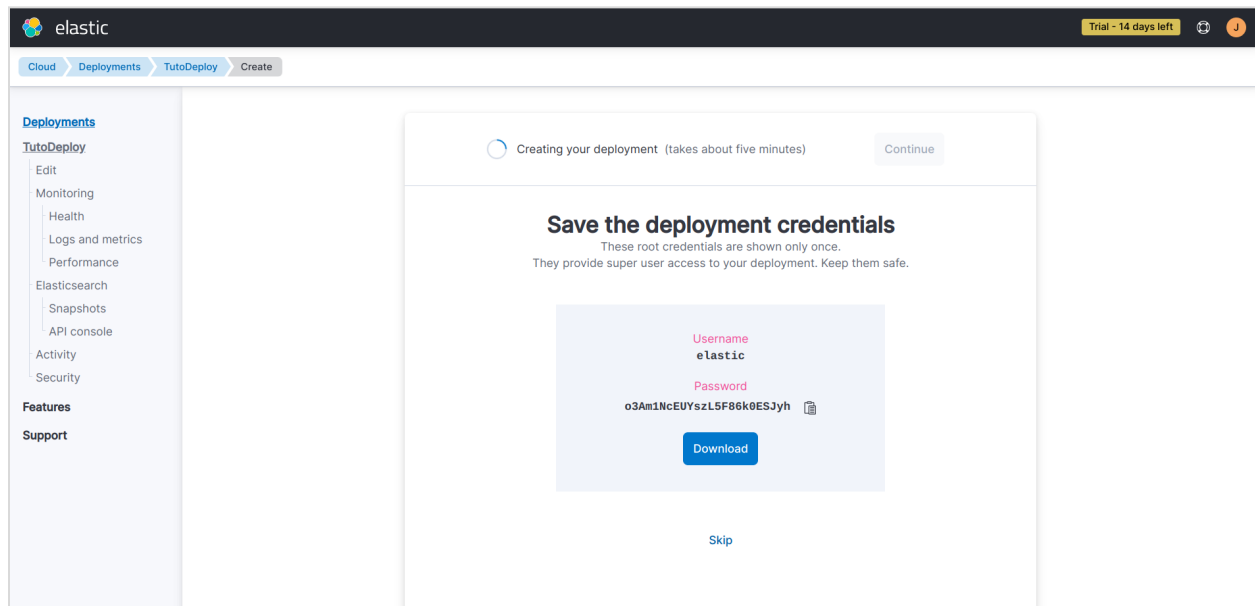 elastic
Trial - 14 days left
J
Cloud
Deployments
TutoDeploy
Create
Deployments
TutoDeploy
Edit
Monitoring
Health
Logs and metrics
Performance
Elasticsearch
Snapshots
API console
Activity
Security
Features
Support
Creating your deployment (takes about five minutes)
Continue
Save the deployment credentials
These root credentials are shown only once.
They provide super user access to your deployment. Keep them safe.
Username
elastic
Password
o3Am1NcEUYszL5F86k0ESJyh
Download
Skip